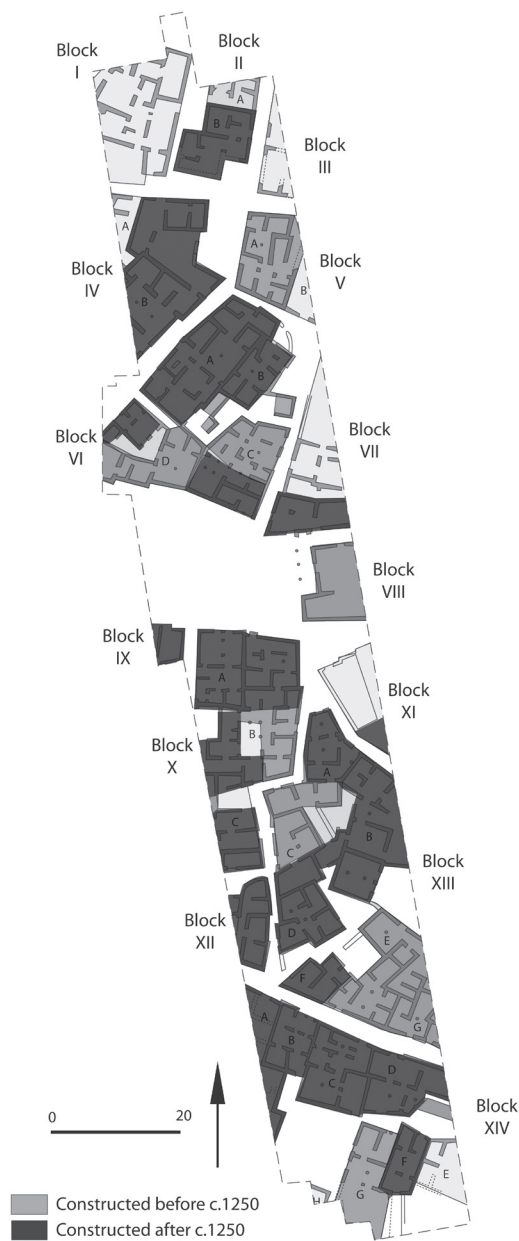 Block
I
Block
II
A
B
Block
III
A
Block
IV
B
A
Block
V
B
A
B
Block
VI
D
C
Block
VII
Block
VIII
Block
IX
A
Block
XI
B
Block
X
A
C
B
C
Block
XIII
Block
XII
D
E
F
G
A
B
C
D
0 20
Block
XIV
F
E
G
H
Constructed before c.1250
Constructed after c.1250